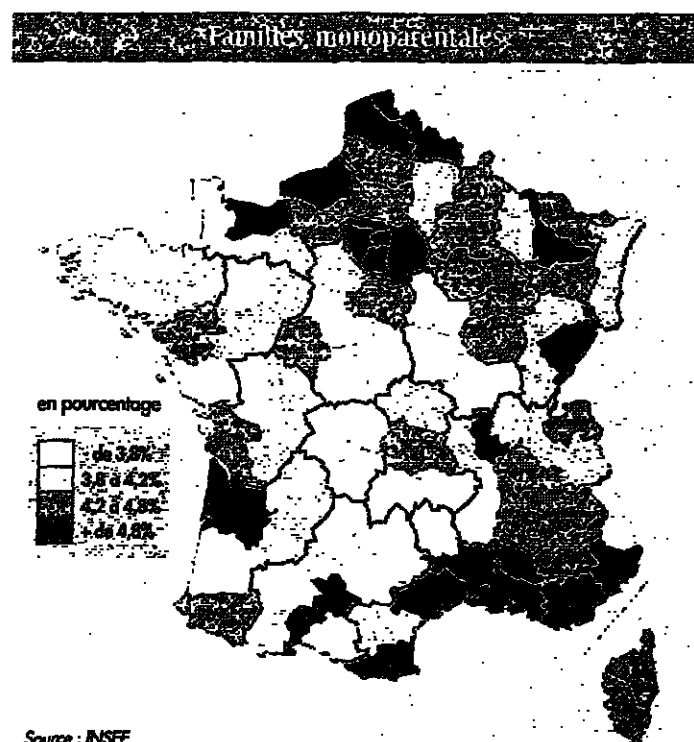 Familles monoparentales
en pourcentage
- de 3,8%
3,8 à 4,2%
4,2 à 4,8%
+ de 4,8%
Source : INSEE